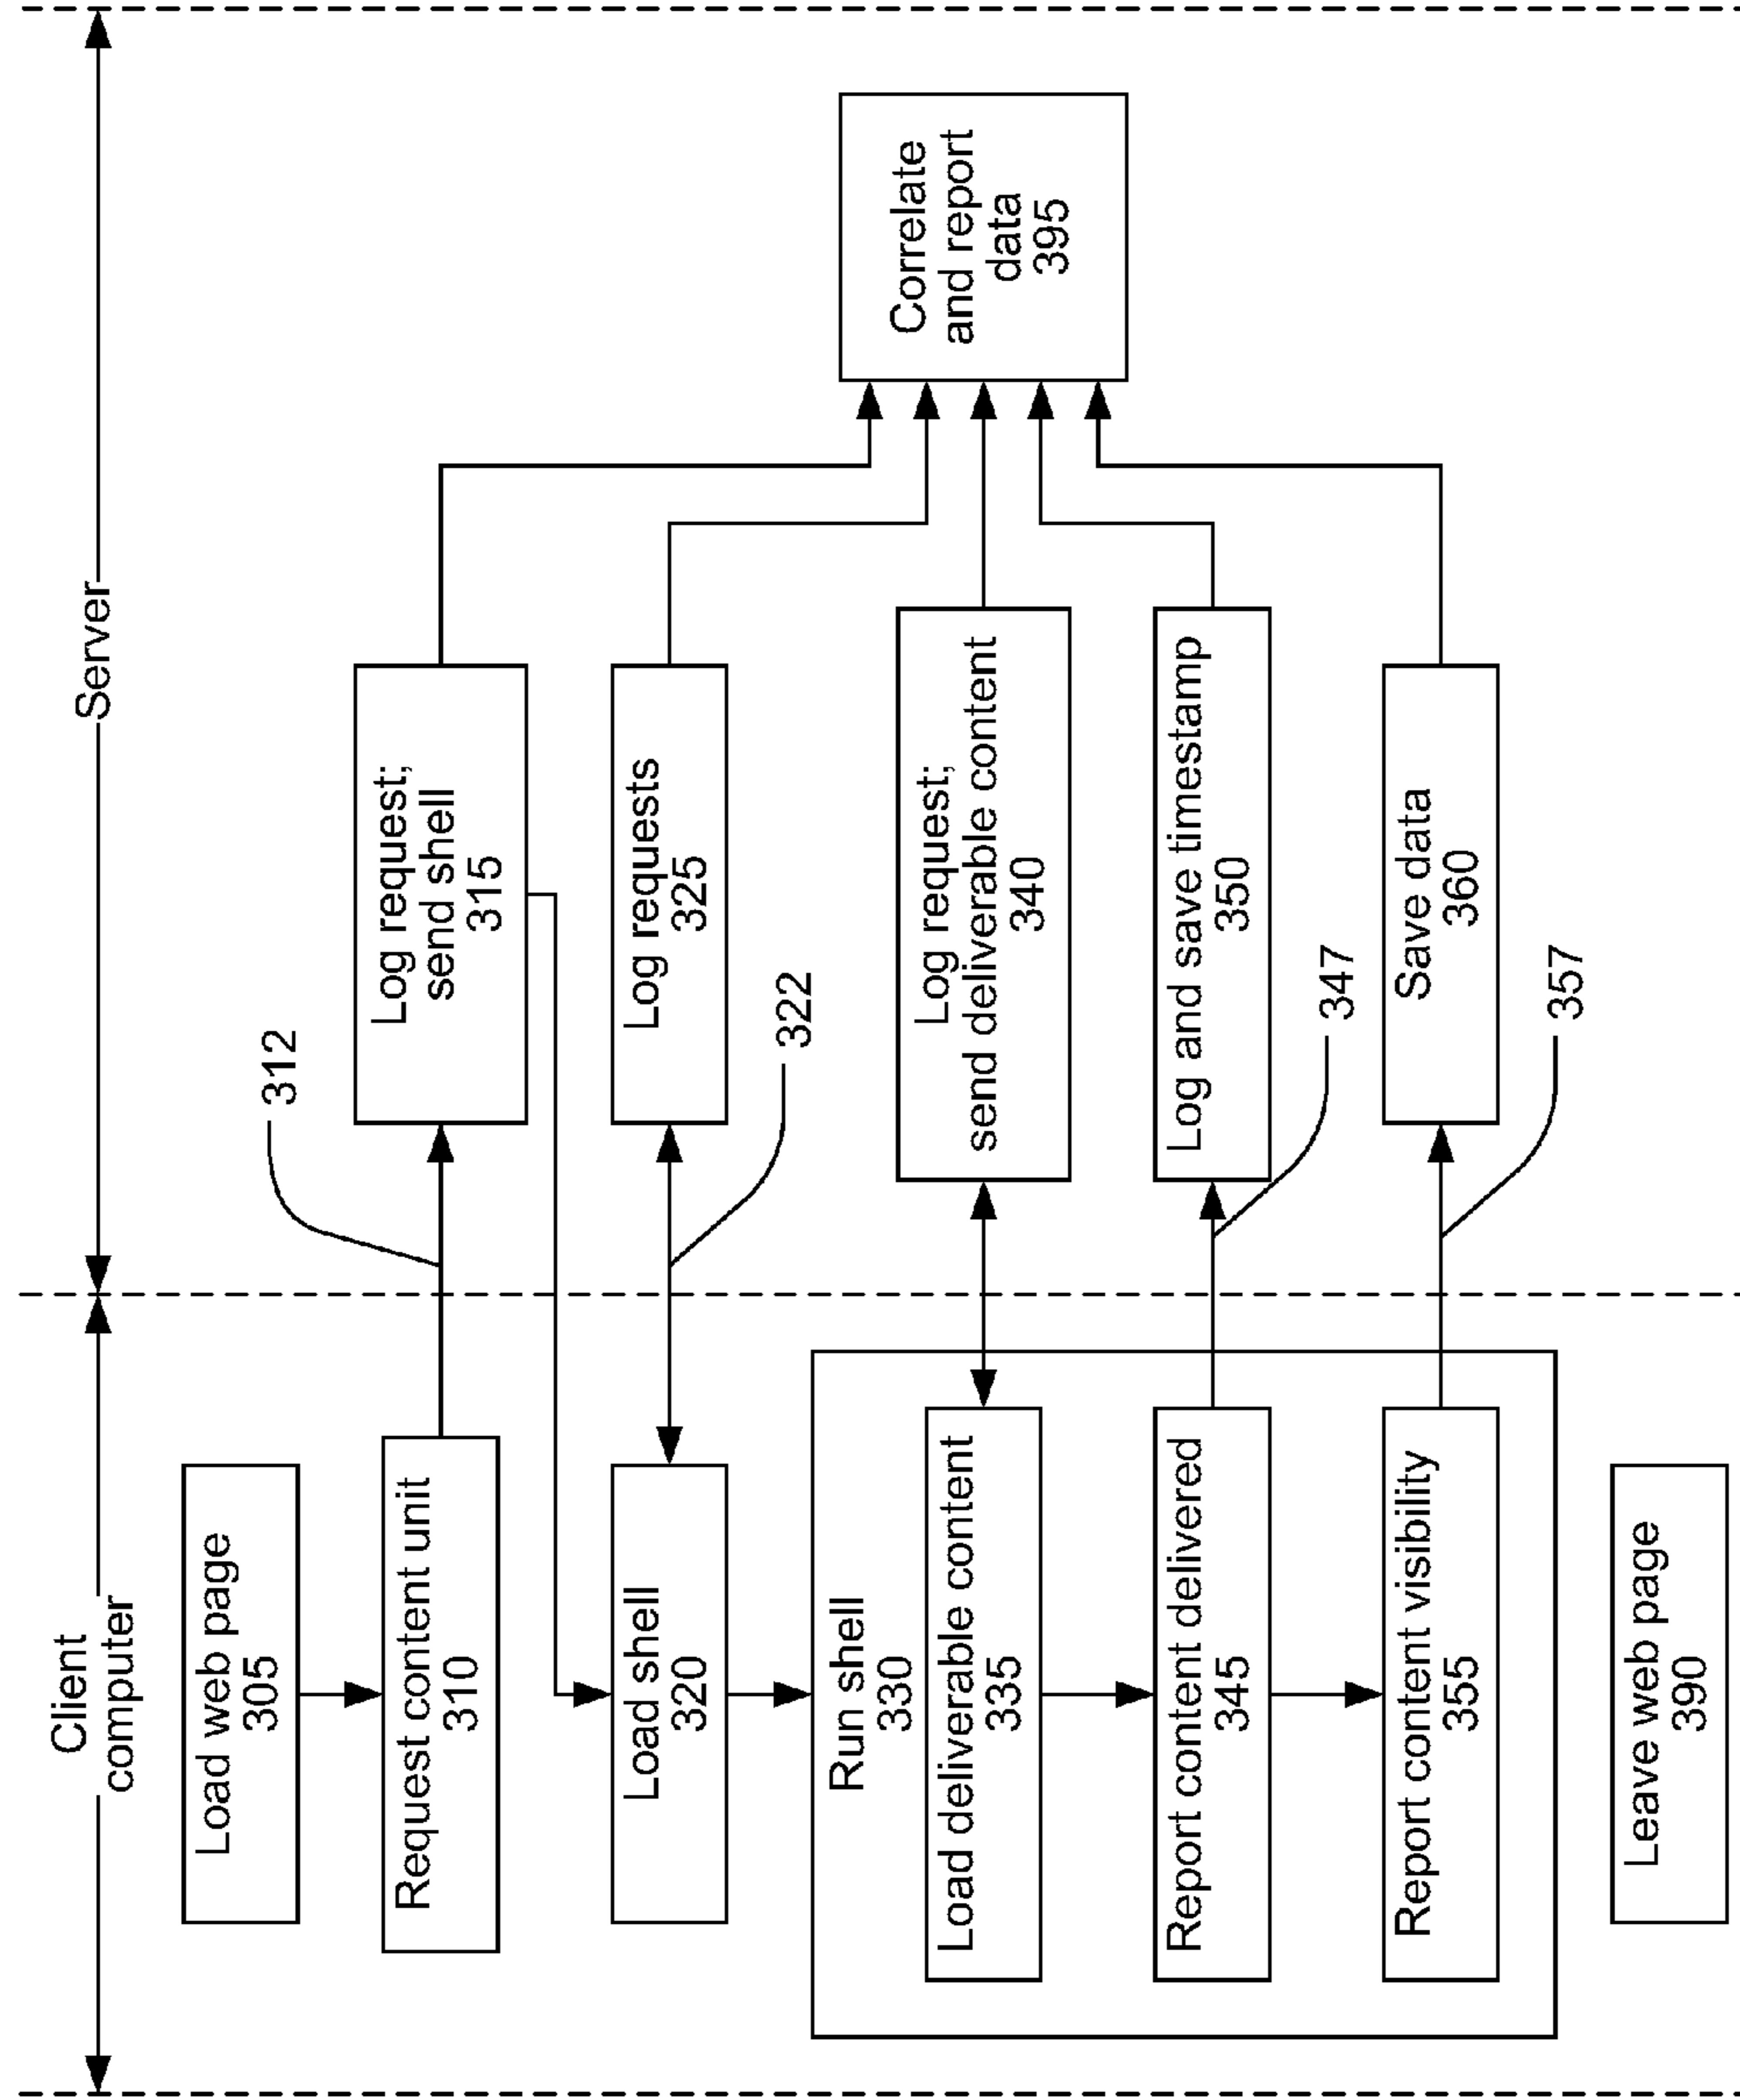 Client
computer
Server
Load web page
305
Request content unit
310
312
Log request;
send shell
315
Load shell
320
322
Log requests
325
Run shell
330
Load deliverable content
335
Log request;
send deliverable content
340
Report content delivered
345
347
Log and save timestamp
350
Report content visibility
355
357
Save data
360
Leave web page
390
Correlate
and report
data
395